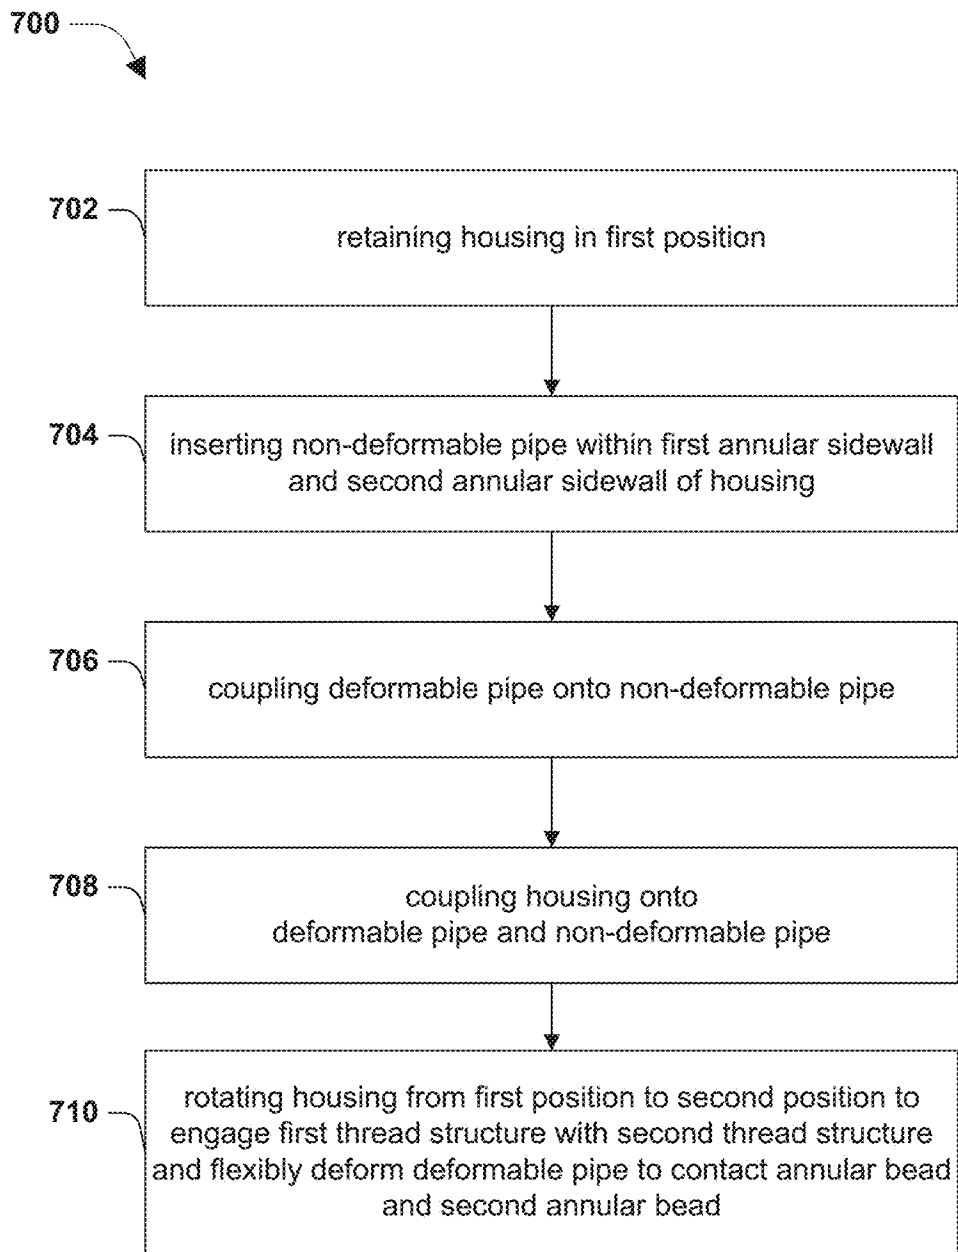 700
702
retaining housing in first position
704
inserting non-deformable pipe within first annular sidewall
and second annular sidewall of housing
706
coupling deformable pipe onto non-deformable pipe
708
coupling housing onto
deformable pipe and non-deformable pipe
710
rotating housing from first position to second position to
engage first thread structure with second thread structure
and flexibly deform deformable pipe to contact annular bead
and second annular bead